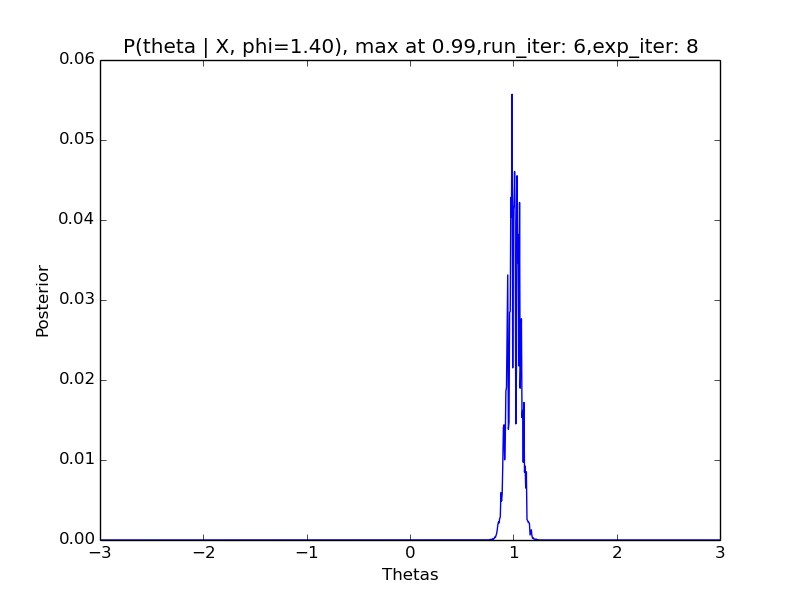 P(theta | X, phi=1.40), max at 0.99,run_iter: 6,exp_iter: 8
0.06
0.05
0.04
0.03
0.02
0.01
0.00
Posterior
−3 −2 −1 0 1 2 3
Thetas